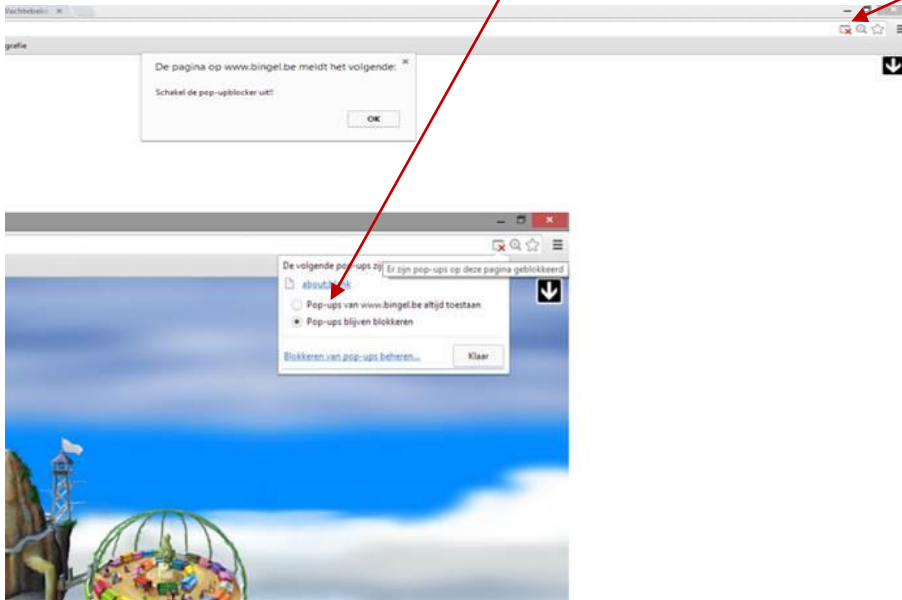 grafie
De pagina op www.bingel.be meldt het volgende:
Schakel de pop-upblocker uit!!
OK
De volgende pop-ups zij
Er zijn pop-ups op deze pagina geblokkeerd
Pop-ups van www.bingel.be altijd toestaan
Pop-ups blijven blokkeren
Blokkeren van pop-ups beheren...
Klaar